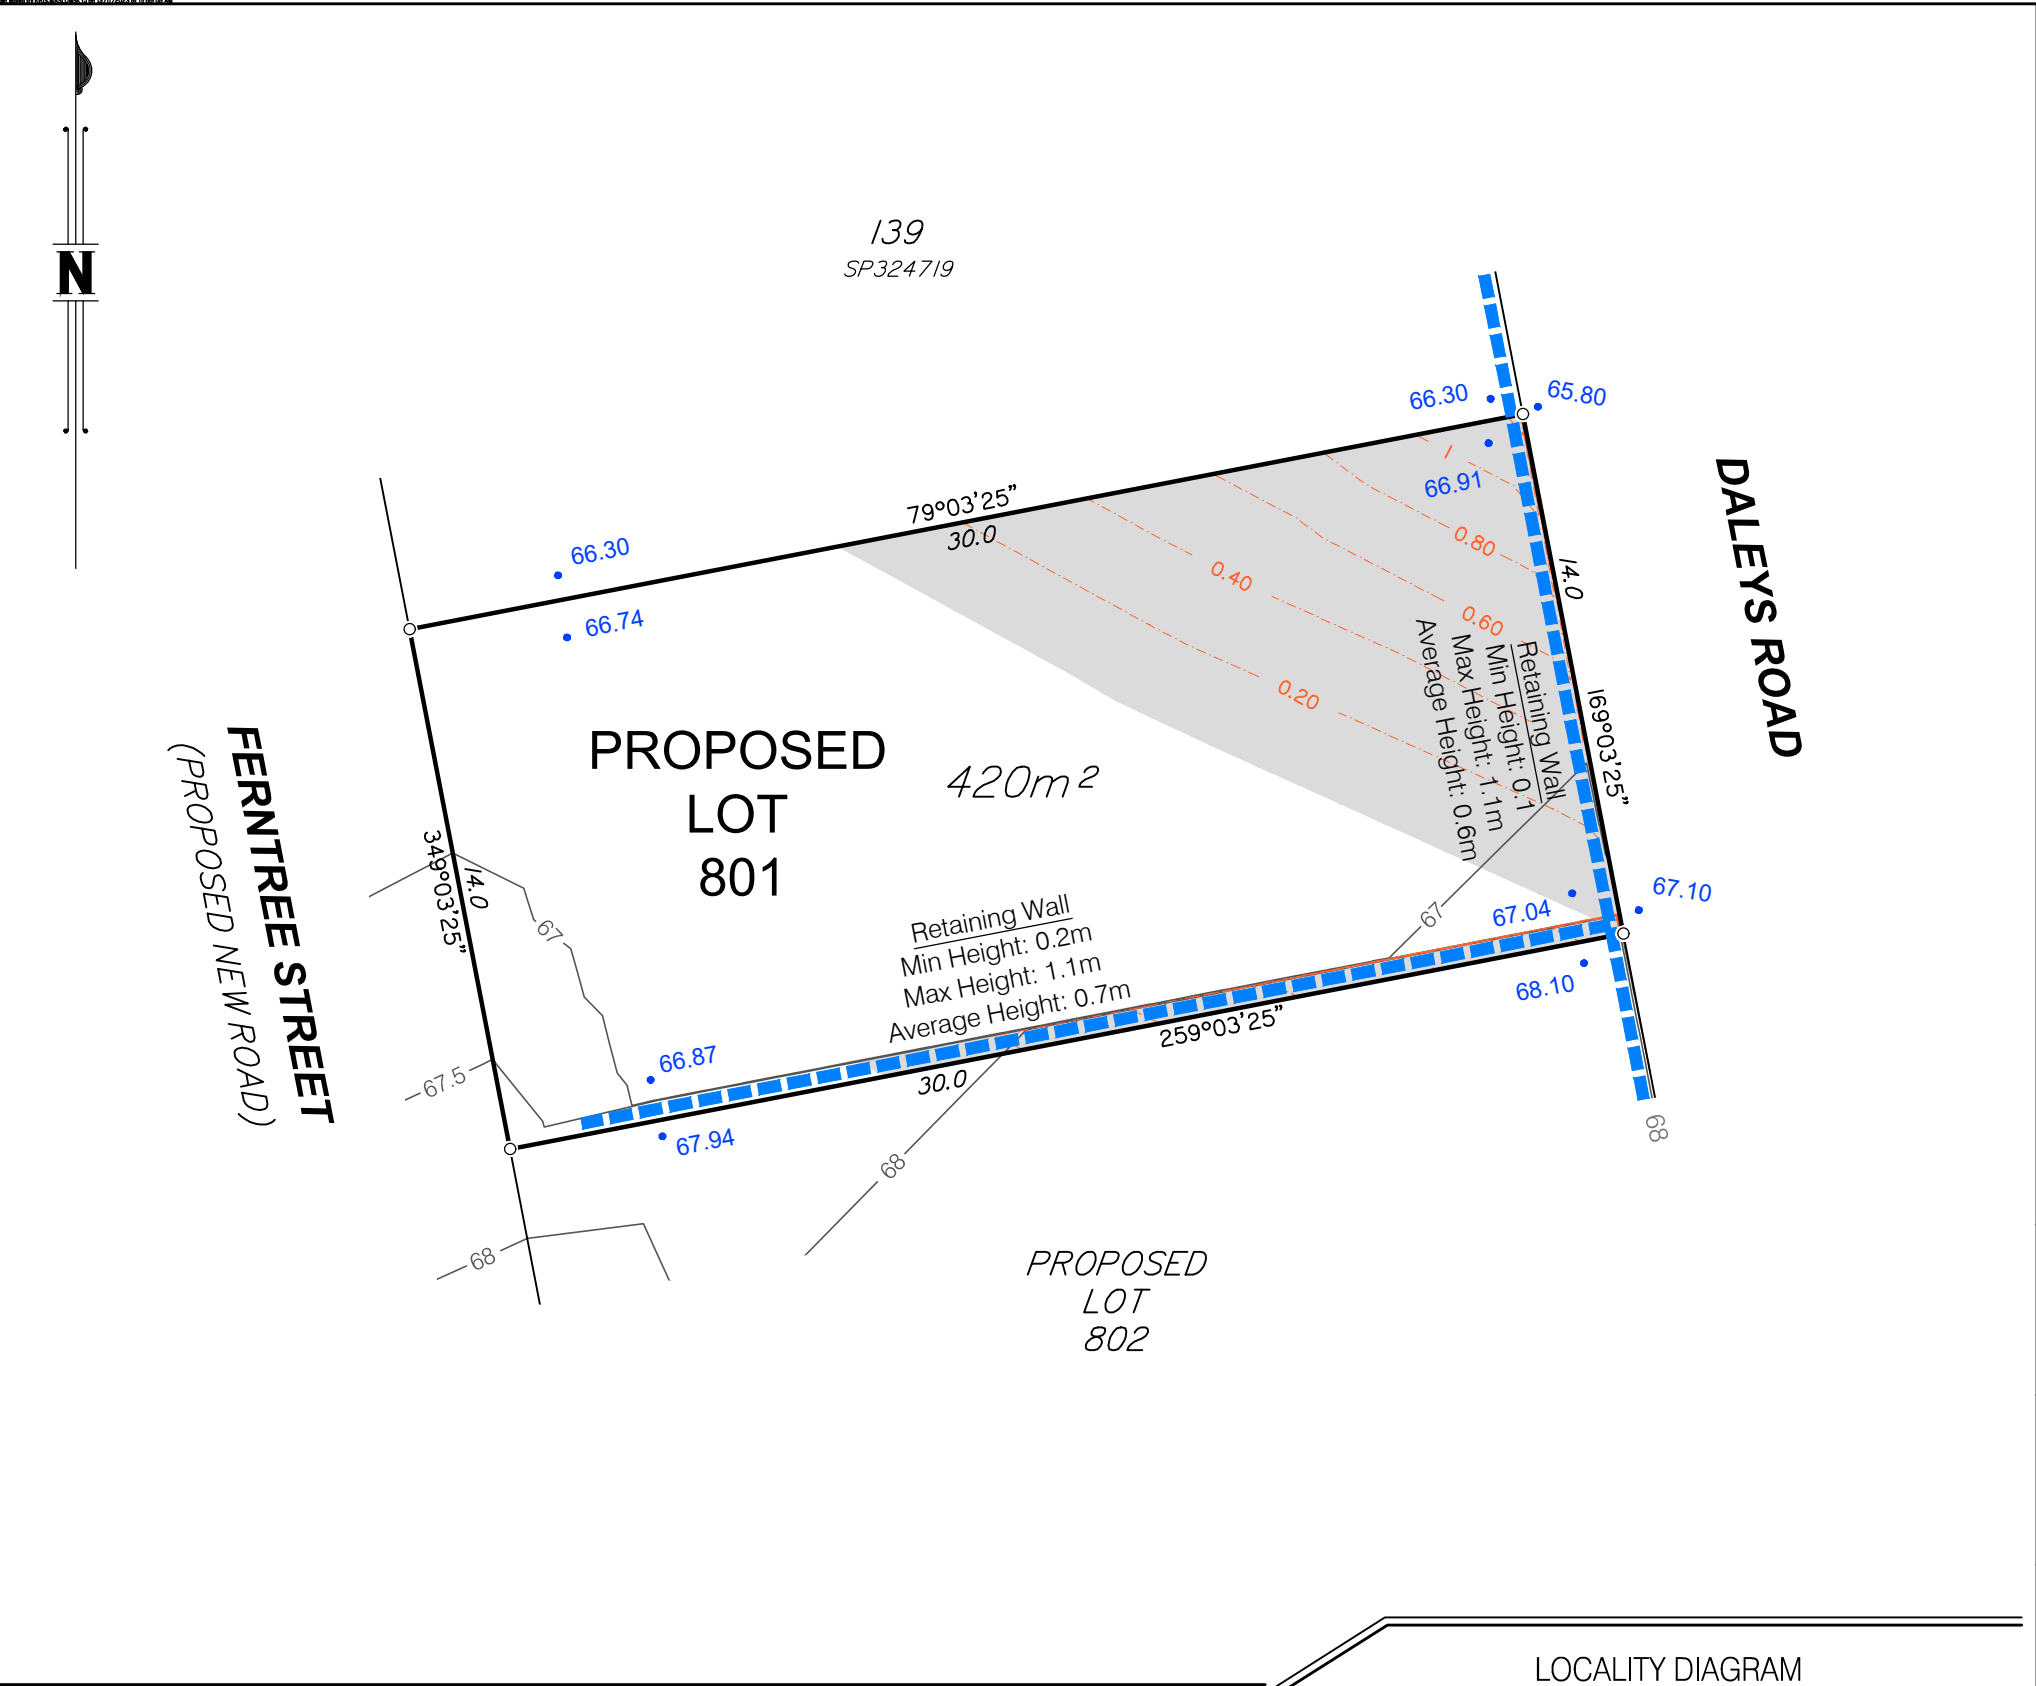 N
139
SP324719
66.30
65.80
66.91
DALEYS ROAD
79°03'25"
30.0
66.30
66.74
0.80
0.40
0.60
0.20
1
14.0
169°03'25"
Retaining Wall
Min Height: 0.1
Max Height: 1.1m
Average Height: 0.6m
PROPOSED
LOT
801
420m²
FERNTREE STREET
(PROPOSED NEW ROAD)
349°03'25"
14.0
67
67.5
Retaining Wall
Min Height: 0.2m
Max Height: 1.1m
Average Height: 0.7m
67
67.04
67.10
68.10
66.87
67.94
259°03'25"
30.0
68
68
68
PROPOSED
LOT
802
LOCALITY DIAGRAM